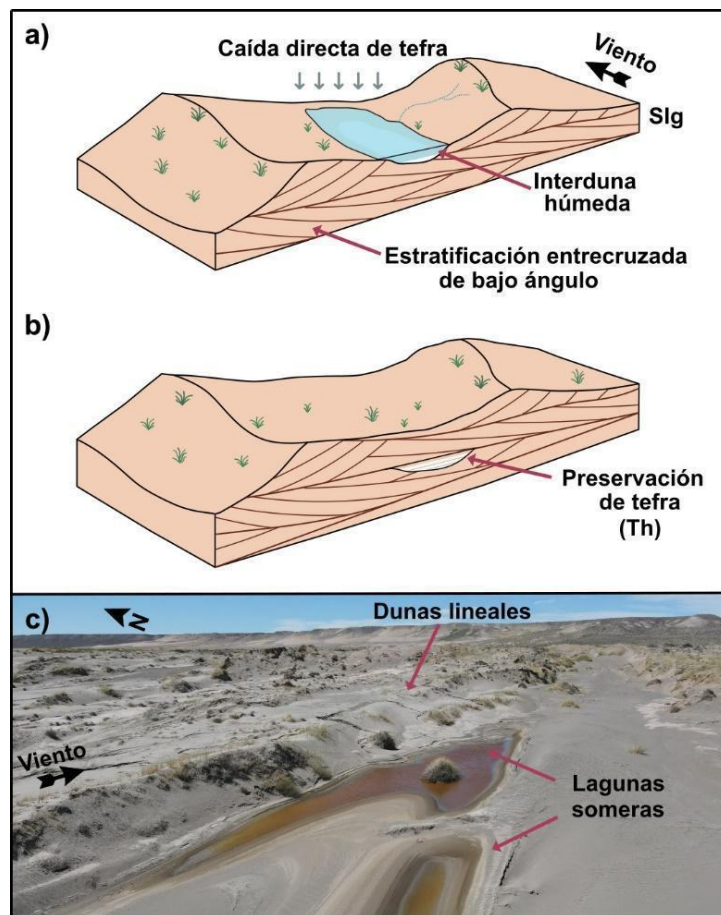 a)
Caída directa de tefra
Viento
Slg
Interduna
húmeda
Estratificación entrecruzada
de bajo ángulo
b)
Preservación
de tefra
(Th)
c)
N
Dunas lineales
Viento
Lagunas
someras